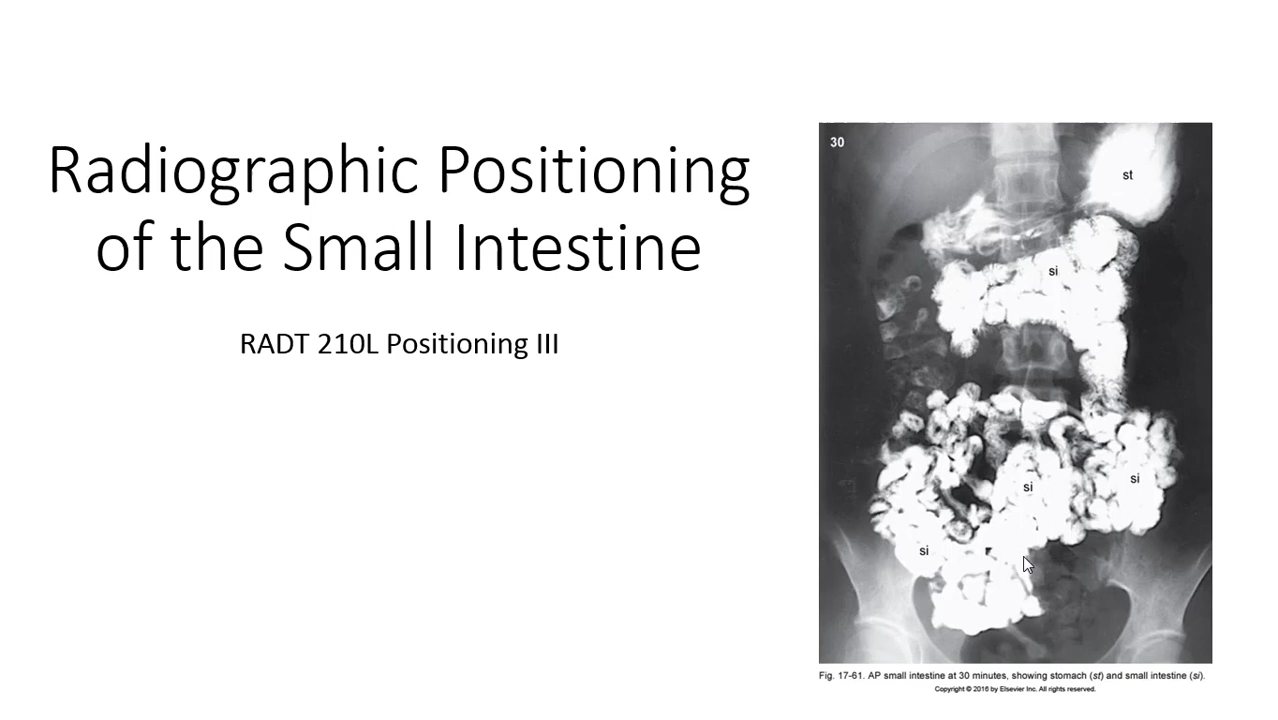 Radiographic Positioning
of the Small Intestine
RADT 210L Positioning III
30
st
si
si
si
si
Fig. 17-61. AP small intestine at 30 minutes, showing stomach (st) and small intestine (si).
Copyright © 2016 by Elsevier Inc. All rights reserved.